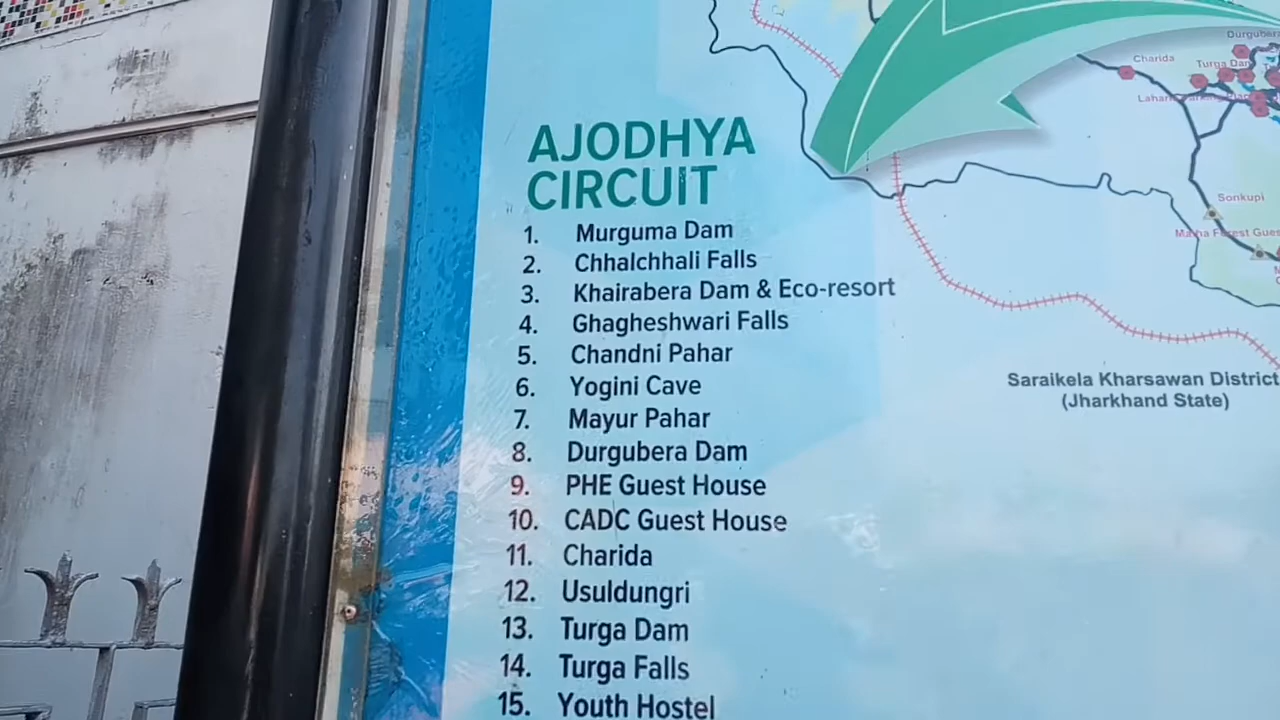 AJODHYA
CIRCUIT
1. Murguma Dam
2. Chhalchhali Falls
3. Khairabera Dam & Eco-resort
4. Ghagheshwari Falls
5. Chandni Pahar
6. Yogini Cave
7. Mayur Pahar
8. Durgubera Dam
9. PHE Guest House
10. CADC Guest House
11. Charida
12. Usuldungri
13. Turga Dam
14. Turga Falls
15. Youth Hostel
Durgubera
Charida
Turga Dam
Sonkupi
Forest
Saraikela Kharsawan District
(Jharkhand State)